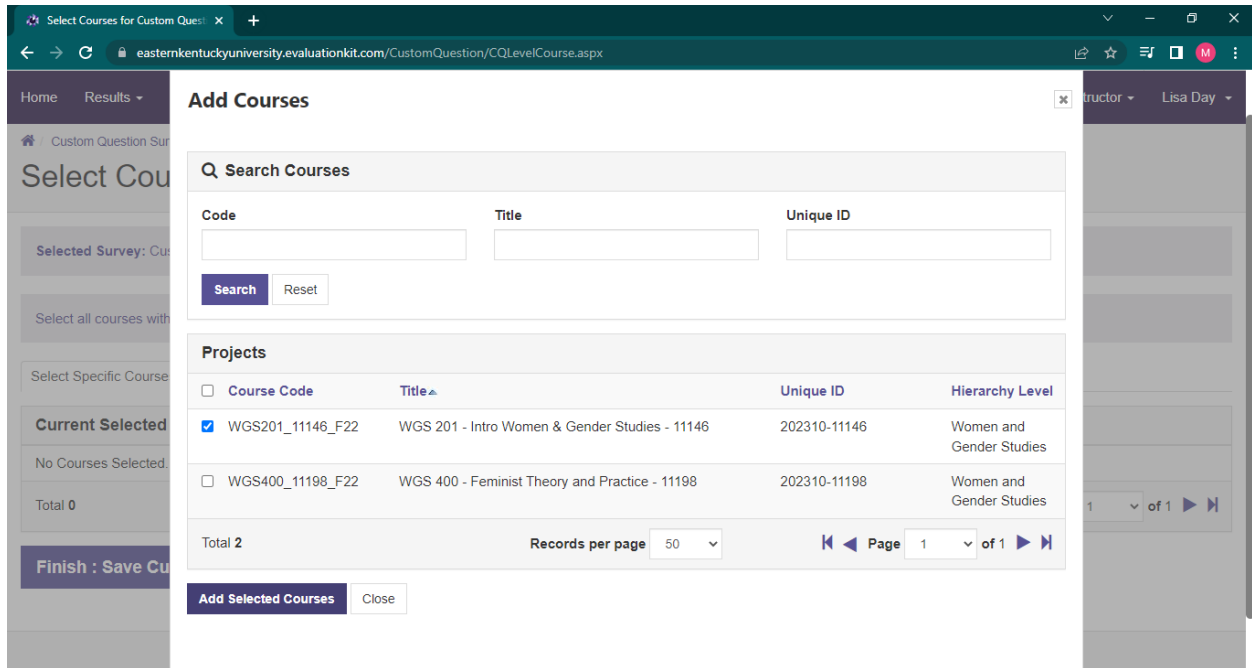 Select Courses for Custom Quest
easternkentuckyuniversity.evaluationkit.com/CustomQuestion/CQLevelCourse.aspx
M
Home Results
tructor Lisa Day
Custom Question Sur
Select Cou
Selected Survey: Cu
Select all courses with
Select Specific Course
Current Selected
No Courses Selected.
Total 0
1 of 1
Finish : Save Cu
Add Courses
Search Courses
Code Title Unique ID
Search Reset
Projects
Course Code Title Unique ID Hierarchy Level
WGS201_11146_F22 WGS 201 - Intro Women & Gender Studies - 11146 202310-11146 Women and
Gender Studies
WGS400_11198_F22 WGS 400 - Feminist Theory and Practice - 11198 202310-11198 Women and
Gender Studies
Total 2 Records per page 50 Page 1 of 1
Add Selected Courses Close